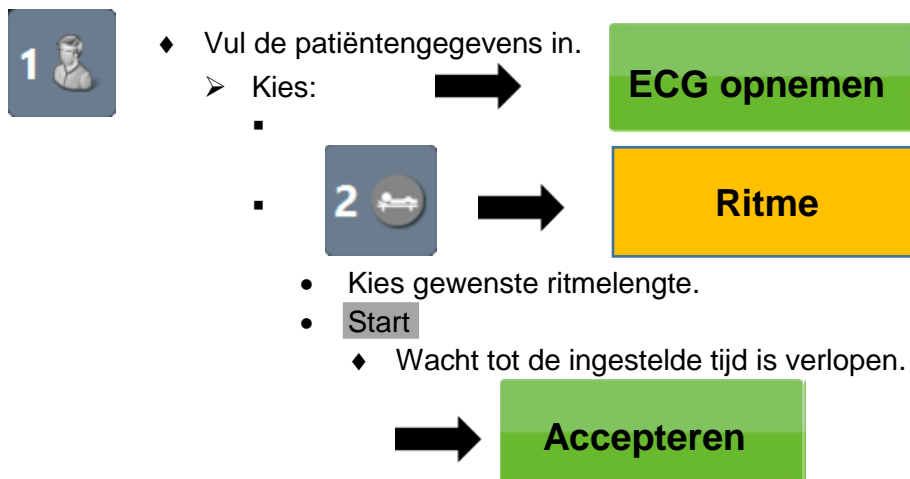 1
Vul de patiëntengegevens in.
Kies: ECG opnemen
2 Ritme
Kies gewenste ritmelengte.
Start
Wacht tot de ingestelde tijd is verlopen.
Accepteren